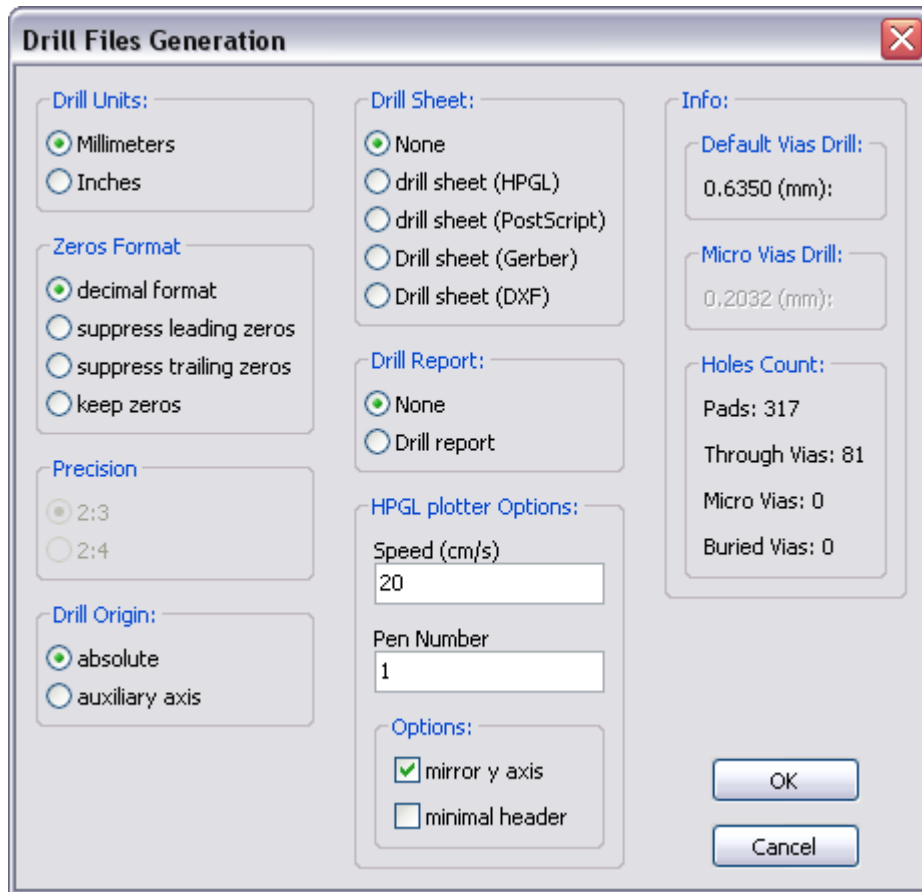 Drill Files Generation
Drill Units:
Millimeters
Inches
Zeros Format
decimal format
suppress leading zeros
suppress trailing zeros
keep zeros
Precision
2:3
2:4
Drill Origin:
absolute
auxiliary axis
Drill Sheet:
None
drill sheet (HPGL)
drill sheet (PostScript)
Drill sheet (Gerber)
Drill sheet (DXF)
Drill Report:
None
Drill report
HPGL plotter Options:
Speed (cm/s)
20
Pen Number
1
Options:
mirror y axis
minimal header
Info:
Default Vias Drill:
0.6350 (mm):
Micro Vias Drill:
0.2032 (mm):
Holes Count:
Pads: 317
Through Vias: 81
Micro Vias: 0
Buried Vias: 0
OK
Cancel